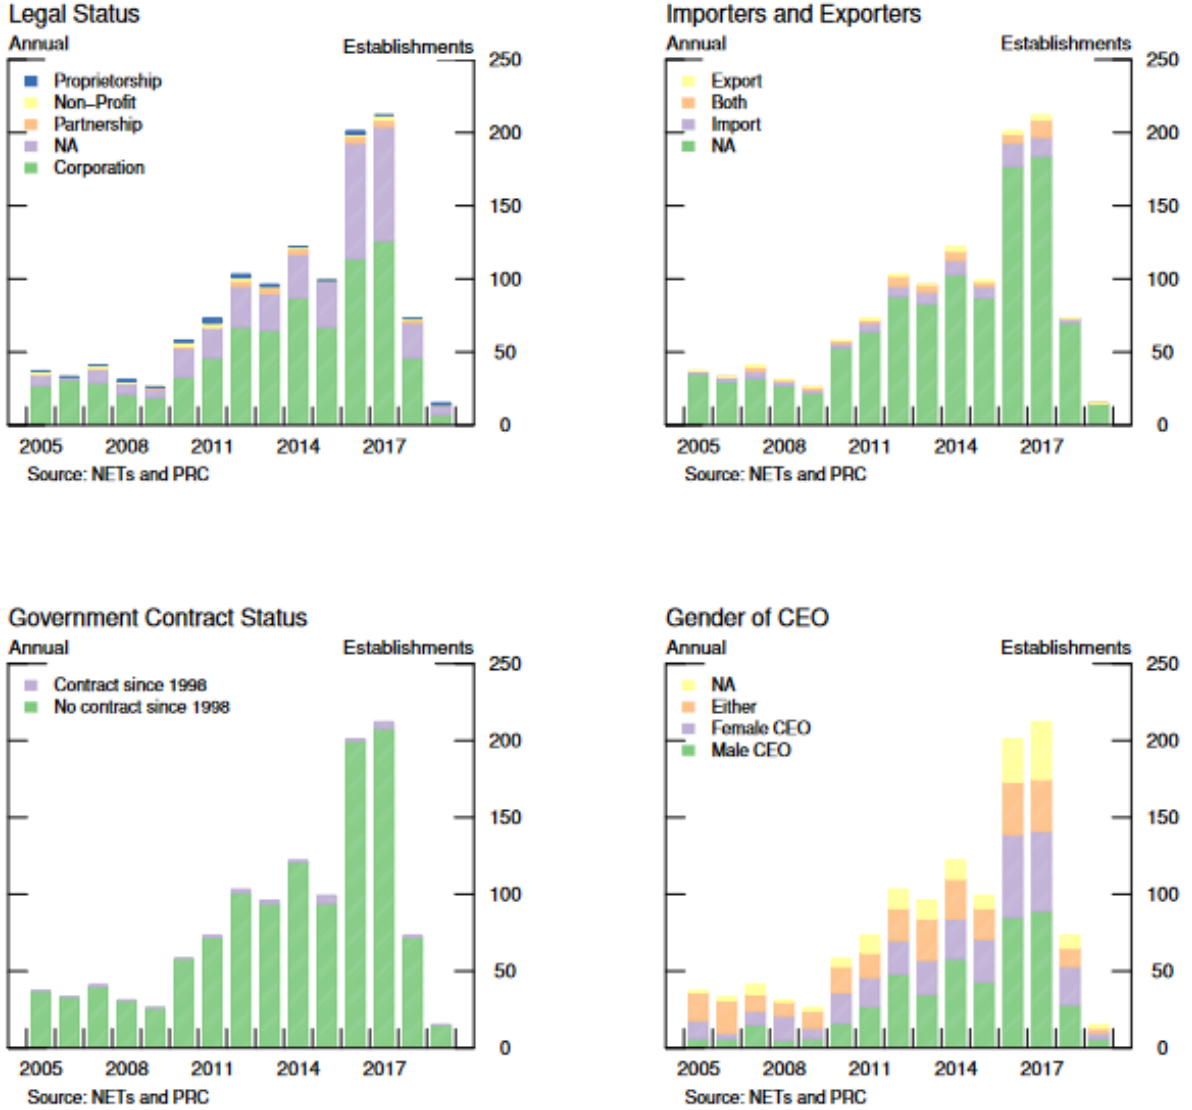 Legal Status
Annual
Establishments
Proprietorship
Non-Profit
Partnership
NA
Corporation
250
200
150
100
50
0
2005 2008 2011 2014 2017
Source: NETs and PRC
Importers and Exporters
Annual
Establishments
Export
Both
Import
NA
250
200
150
100
50
0
2005 2008 2011 2014 2017
Source: NETs and PRC
Government Contract Status
Annual
Establishments
Contract since 1998
No contract since 1998
250
200
150
100
50
0
2005 2008 2011 2014 2017
Source: NETs and PRC
Gender of CEO
Annual
Establishments
NA
Either
Female CEO
Male CEO
250
200
150
100
50
0
2005 2008 2011 2014 2017
Source: NETs and PRC